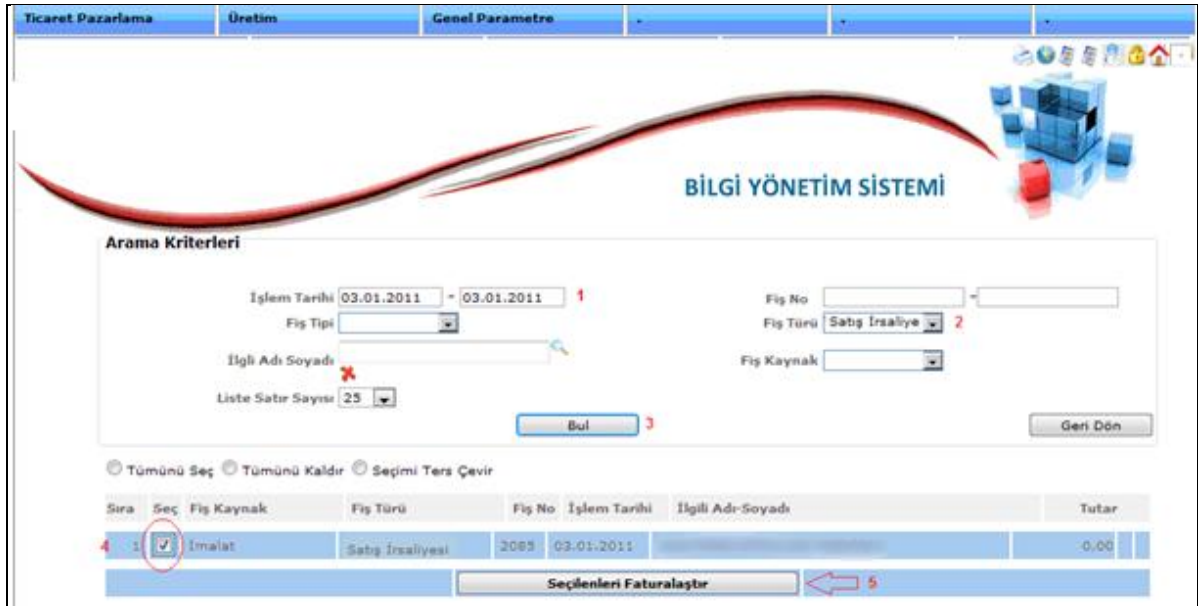 Ticaret Pazarlama Üretim Genel Parametre . . .
BİLGİ YÖNETİM SİSTEMİ
Arama Kriterleri
İşlem Tarihi 03.01.2011 - 03.01.2011 1 Fiş No -
Fiş Tipi Fiş Türü Satış İrsaliye 2
İlgli Adı Soyadı Fiş Kaynak
Liste Satır Sayısı 25
Bul 3 Geri Dön
Tümünü Seç Tümünü Kaldır Seçimi Ters Çevir
Sıra Seç Fiş Kaynak Fiş Türü Fiş No İşlem Tarihi İlgili Adı-Soyadı Tutar
4 1 İmalat Satış İrsaliyesi 2085 03.01.2011 0.00
Seçilenleri Faturalaştır 5